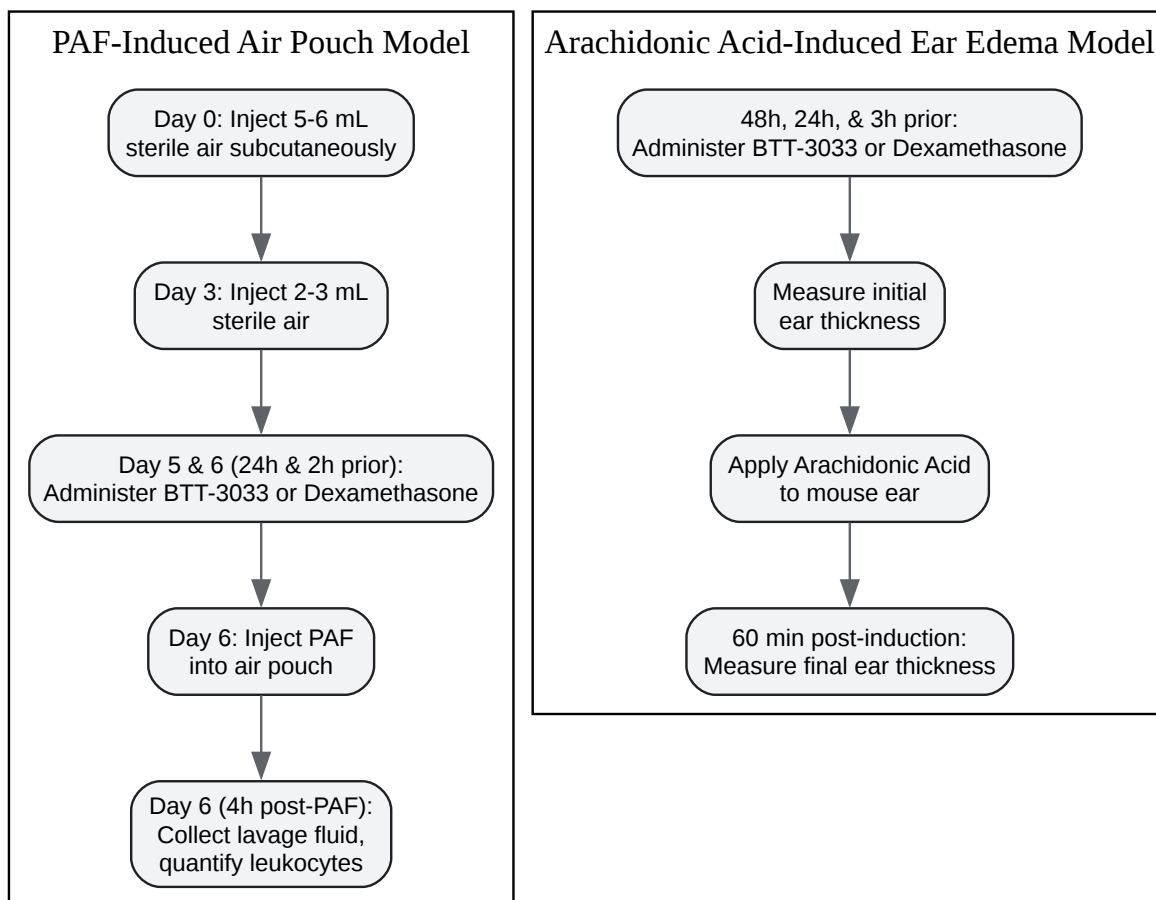 PAF-Induced Air Pouch Model
Day 0: Inject 5-6 mL
sterile air subcutaneously
Day 3: Inject 2-3 mL
sterile air
Day 5 & 6 (24h & 2h prior):
Administer BTT-3033 or Dexamethasone
Day 6: Inject PAF
into air pouch
Day 6 (4h post-PAF):
Collect lavage fluid,
quantify leukocytes
Arachidonic Acid-Induced Ear Edema Model
48h, 24h, & 3h prior:
Administer BTT-3033 or Dexamethasone
Measure initial
ear thickness
Apply Arachidonic Acid
to mouse ear
60 min post-induction:
Measure final ear thickness